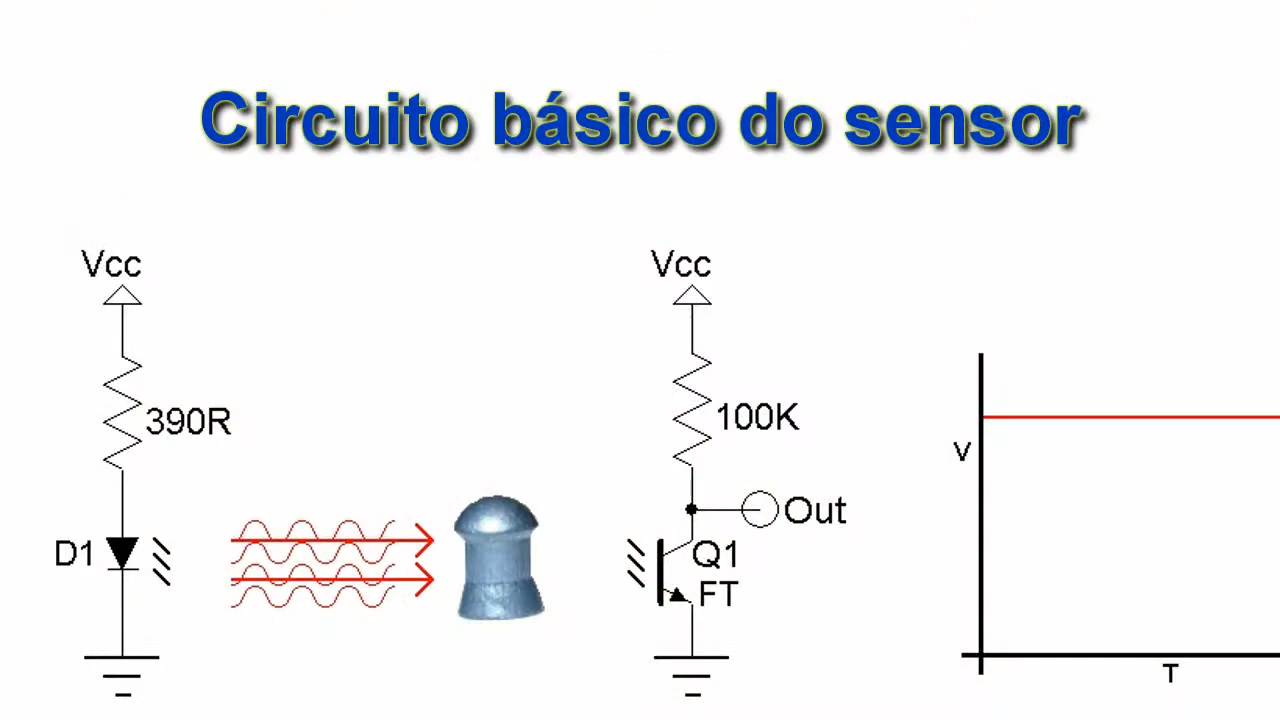 Circuito básico do sensor
Vcc
390R
D1
Vcc
100K
Out
Q1
FT
V
T